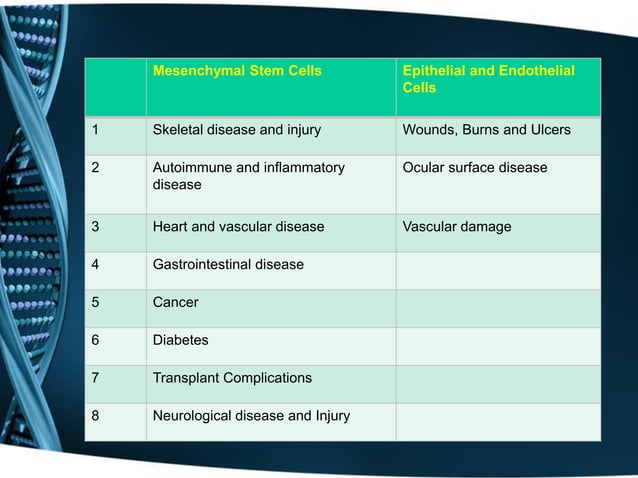 Mesenchymal Stem Cells
Epithelial and Endothelial
Cells
1 Skeletal disease and injury Wounds, Burns and Ulcers
2 Autoimmune and inflammatory
disease
Ocular surface disease
3 Heart and vascular disease Vascular damage
4 Gastrointestinal disease
5 Cancer
6 Diabetes
7 Transplant Complications
8 Neurological disease and Injury